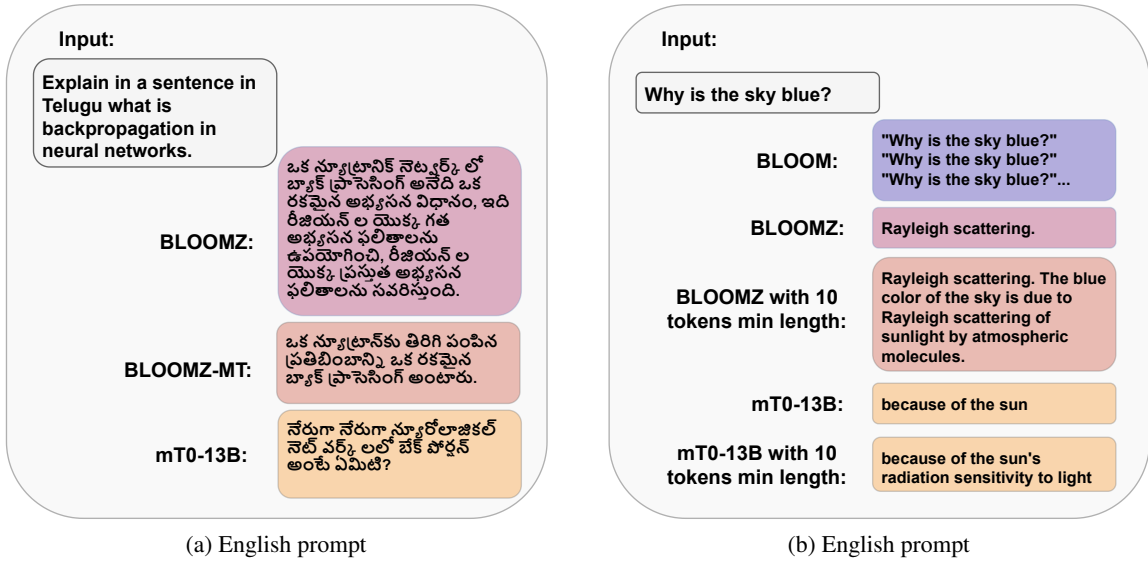 Input:
Explain in a sentence in
Telugu what is
backpropagation in
neural networks.
BLOOMZ:
ఒక న్యూట్రానిక్ నెట్వర్క్ లో
బ్యాక్ ప్రాసెసింగ్ అనేది ఒక
రకమైన అభ్యసన విధానం, ఇది
రీజియన్ ల యొక్క గత
అభ్యసన ఫలితాలను
ఉపయోగించి, రీజియన్ ల
యొక్క ప్రస్తుత అభ్యసన
ఫలితాలను సవరిస్తుంది.
BLOOMZ-MT:
ఒక న్యూట్రాన్‌కు తిరిగి పంపిన
ప్రతిబింబాన్ని ఒక రకమైన
బ్యాక్ ప్రాసెసింగ్ అంటారు.
mT0-13B:
నేరుగా నేరుగా న్యూరోలాజికల్
నెట్ వర్క్ లలో బేక్ పోర్షన్
అంటే ఏమిటి?
(a) English prompt
Input:
Why is the sky blue?
BLOOM:
"Why is the sky blue?"
"Why is the sky blue?"
"Why is the sky blue?"...
BLOOMZ:
Rayleigh scattering.
BLOOMZ with 10
tokens min length:
Rayleigh scattering. The blue
color of the sky is due to
Rayleigh scattering of
sunlight by atmospheric
molecules.
mT0-13B:
because of the sun
mT0-13B with 10
tokens min length:
because of the sun's
radiation sensitivity to light
(b) English prompt